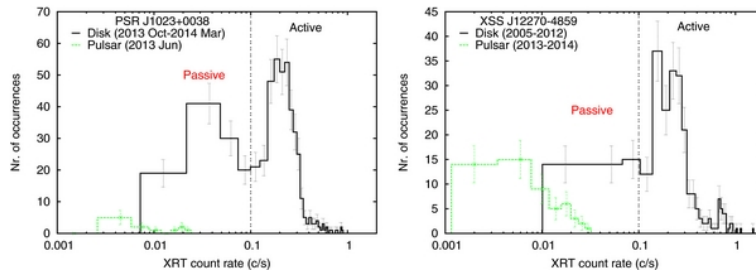 PSR J1023+0038
Disk (2013 Oct-2014 Mar)
Pulsar (2013 Jun)
Active
Passive
Nr. of occurrences
70
60
50
40
30
20
10
0
0.001 0.01 0.1 1
XRT count rate (c/s)
XSS J12270-4859
Disk (2005-2012)
Pulsar (2013-2014)
Active
Passive
Nr. of occurrences
45
40
35
30
25
20
15
10
5
0
0.001 0.01 0.1 1
XRT count rate (c/s)